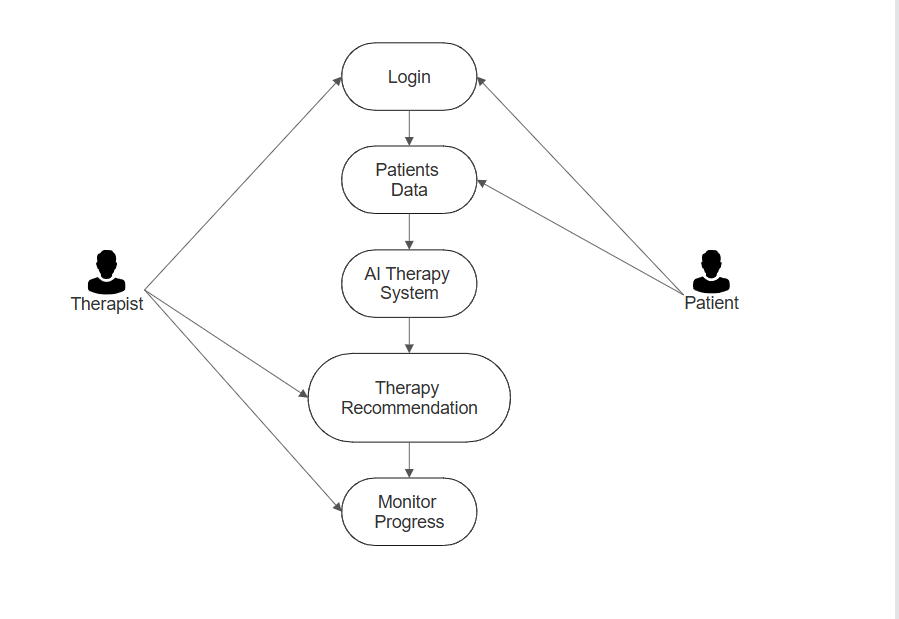 Login
Patients
Data
AI Therapy
System
Therapist
Patient
Therapy
Recommendation
Monitor
Progress